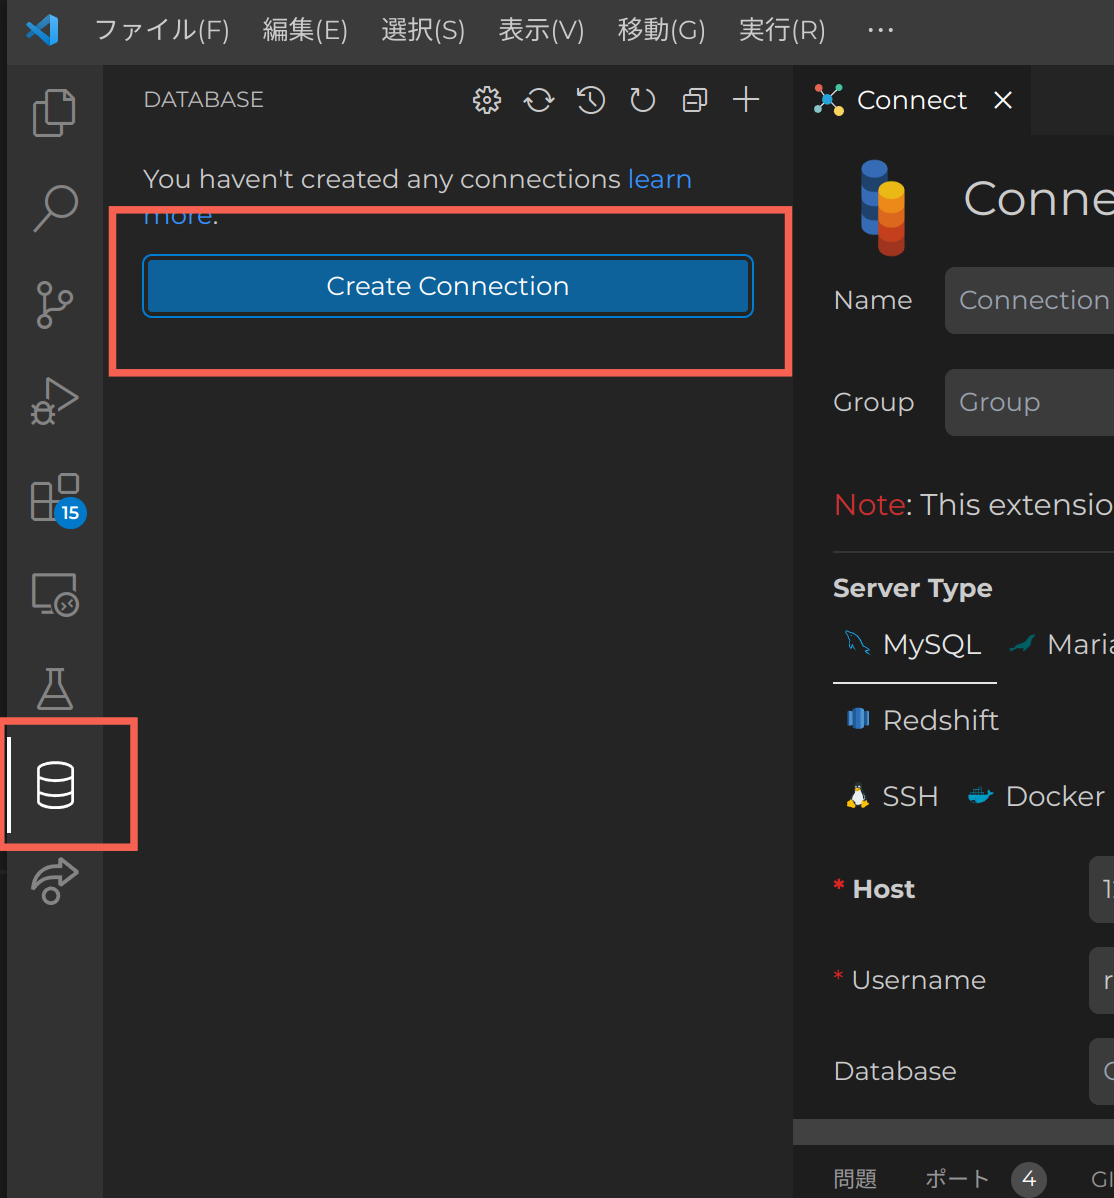 ファイル(F) 編集(E) 選択(S) 表示(V) 移動(G) 実行(R) ···
DATABASE
You haven't created any connections learn
more.
Create Connection
15
Connect
Conne
Name Connection
Group Group
Note: This extensio
Server Type
MySQL Maria
Redshift
SSH Docker
* Host
* Username r
Database
問題 ポート 4